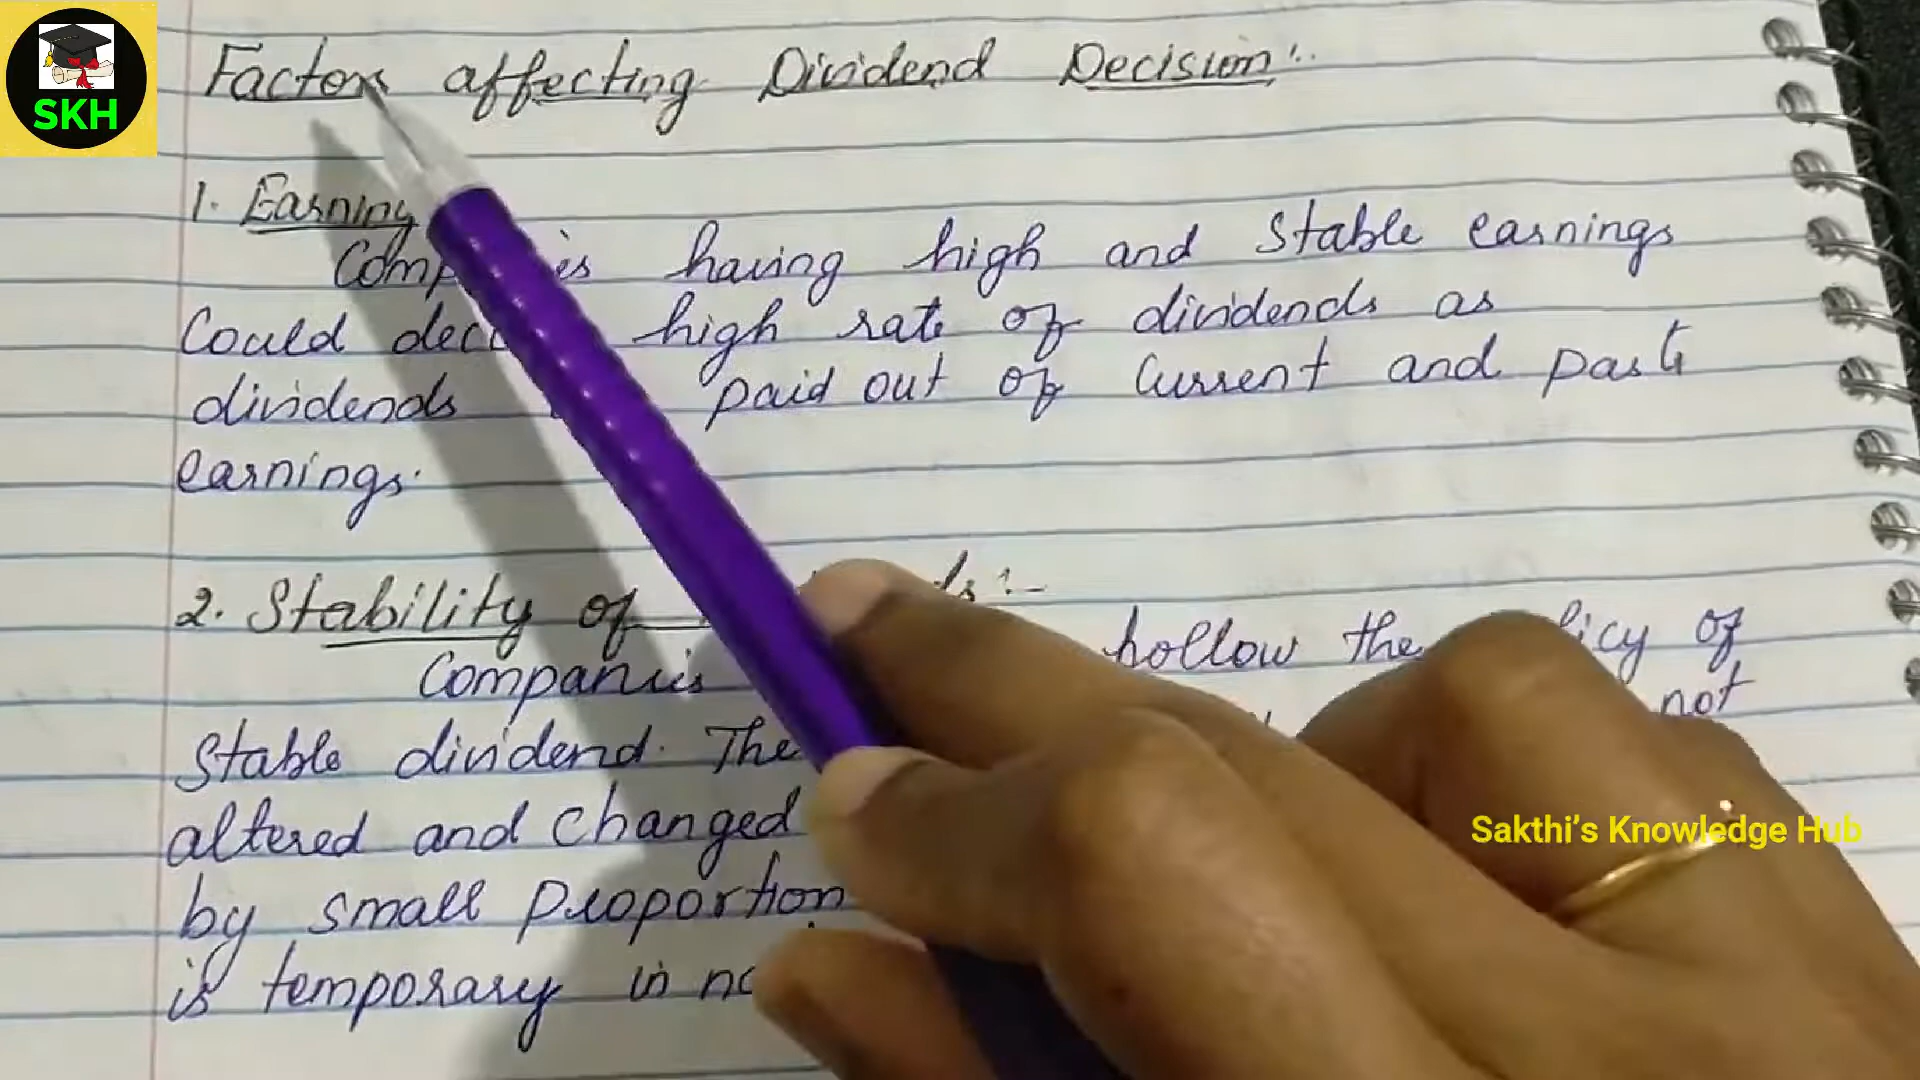 SKH
Factors affecting Dividend Decision:
1. Earning
having high and Stable earnings
Could high rate of dividends as
dividends paid out of Current and past
earnings.
2. Stability of
Companies follow the of
not
Stable dividend. The
altered and changed
by small proportion
is temporary in
Sakthi's Knowledge Hub